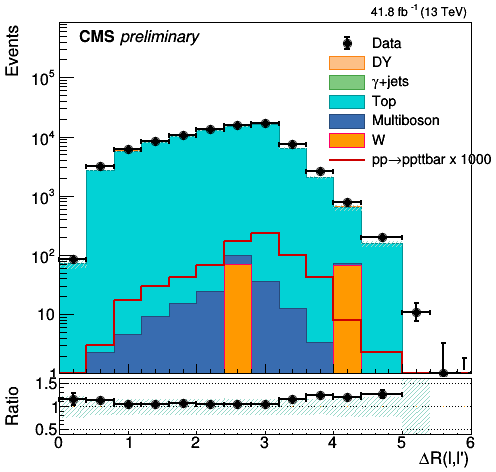 41.8 fb⁻¹ (13 TeV)
CMS preliminary
Events
Data
DY
γ+jets
Top
Multiboson
W
pp→ppttbar x 1000
10⁵
10⁴
10³
10²
10
1
Ratio
1.5
1
0.5
0 1 2 3 4 5 6
ΔR(l,l')